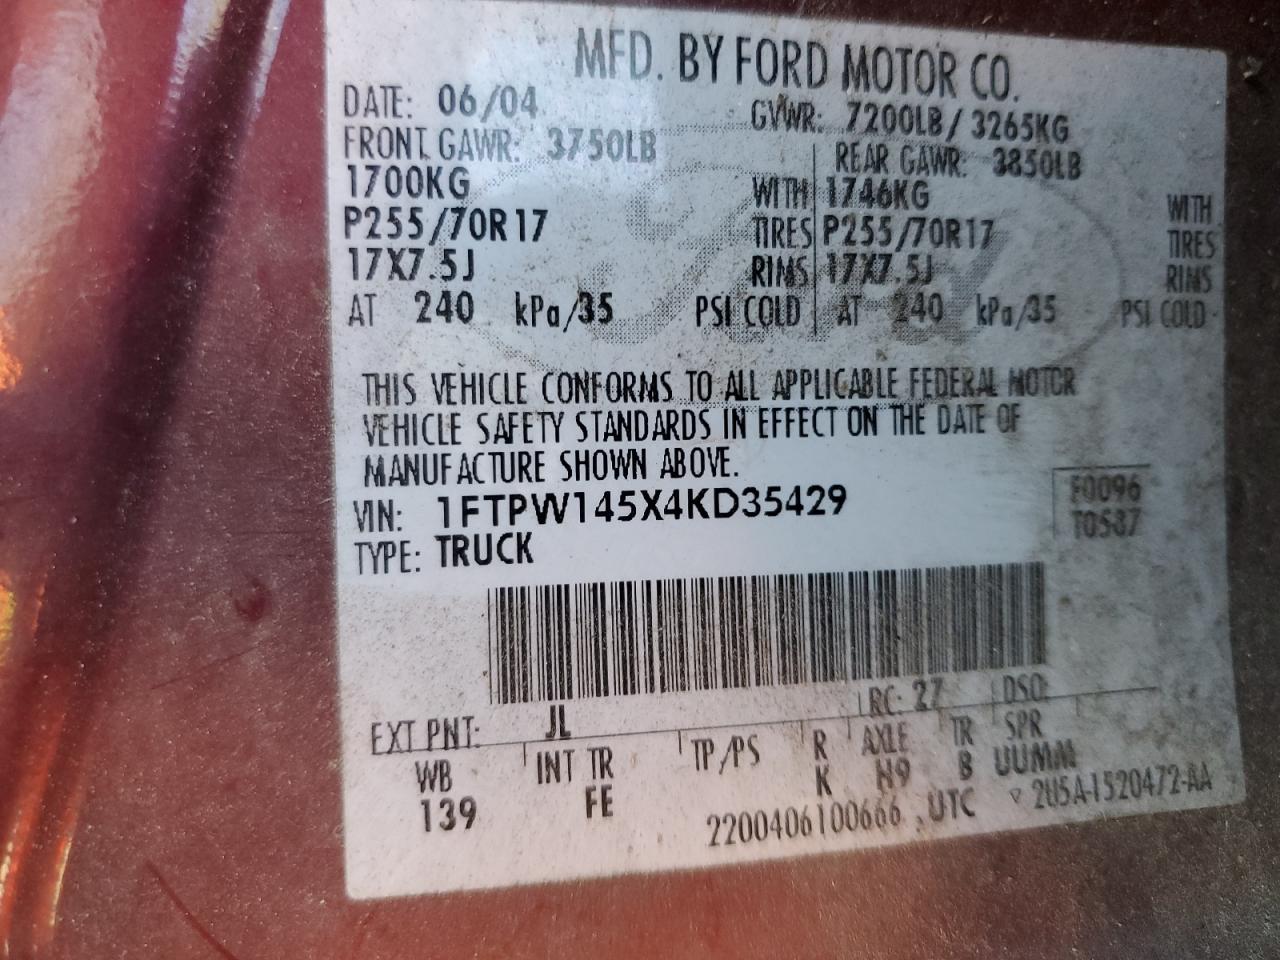 MFD. BY FORD MOTOR CO.
DATE: 06/04 GVWR: 7200LB / 3265KG
FRONT GAWR: 3750LB REAR GAWR: 3850LB
1700KG WITH 1746KG WITH
P255/70R17 TIRES P255/70R17 TIRES
17X7.5J RIMS 17X7.5J RIMS
AT 240 kPa/35 PSI COLD AT 240 kPa/35 PSI COLD
THIS VEHICLE CONFORMS TO ALL APPLICABLE FEDERAL MOTOR
VEHICLE SAFETY STANDARDS IN EFFECT ON THE DATE OF
MANUFACTURE SHOWN ABOVE.
VIN: 1FTPW145X4KD35429 F0096
TYPE: TRUCK T0587
EXT PNT: JL RC: 27 DSO:
WB INT TR TP/PS R AXLE TR SPR
139 FE K H9 B UUMM
2200406100666 UTC ▽ 2U5A-1520472-AA